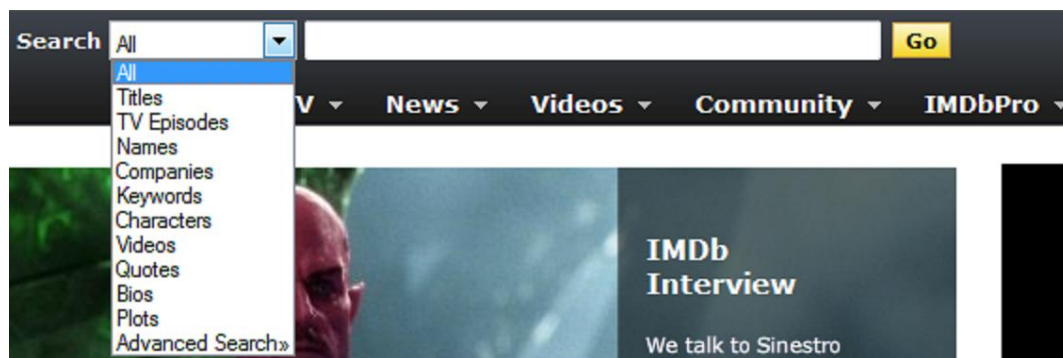 Search All Go
All
Titles
TV Episodes
Names
Companies
Keywords
Characters
Videos
Quotes
Bios
Plots
Advanced Search»
V News Videos Community IMDbPro
IMDb
Interview
We talk to Sinestro